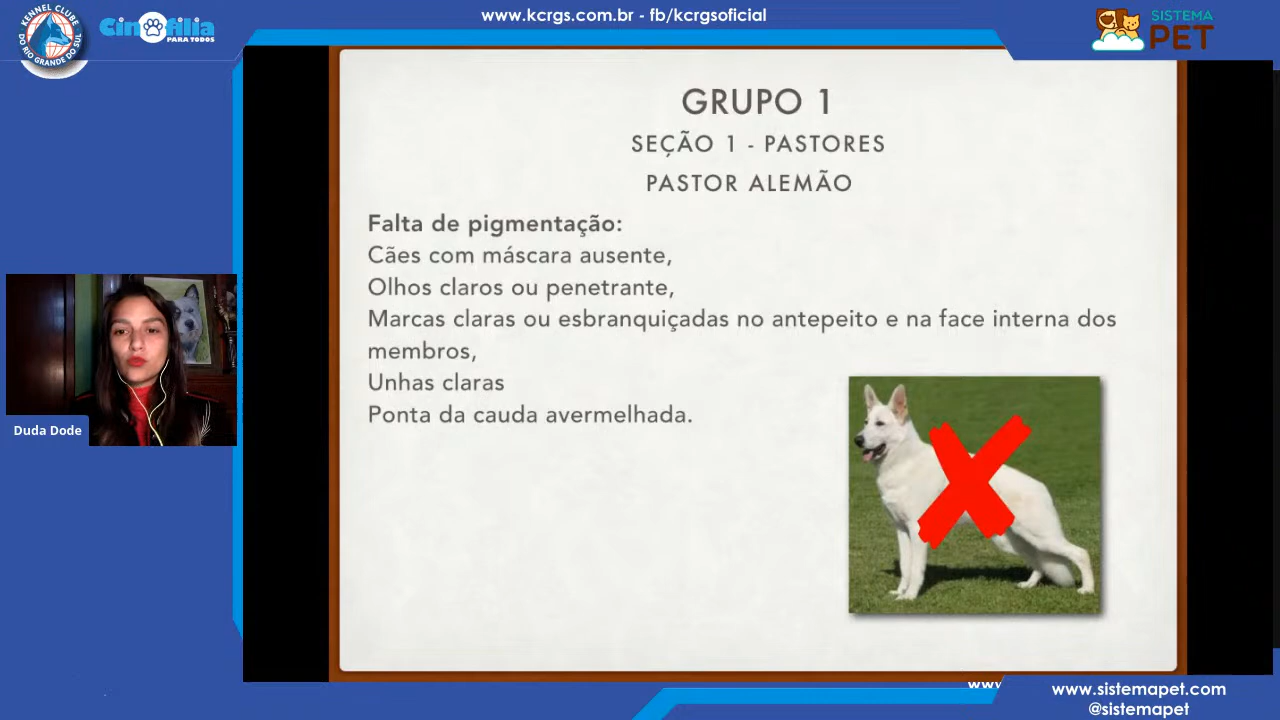 www.kcrgs.com.br - fb/kcrgsoficial
KENNEL CLUBE
DO RIO GRANDE DO SUL
Cinofilia
PARA TODOS
SISTEMA
PET
GRUPO 1
SEÇÃO 1 - PASTORES
PASTOR ALEMÃO
Falta de pigmentação:
Cães com máscara ausente,
Olhos claros ou penetrante,
Marcas claras ou esbranquiçadas no antepeito e na face interna dos
membros,
Unhas claras
Ponta da cauda avermelhada.
Duda Dode
www
www.sistemapet.com
@sistemapet